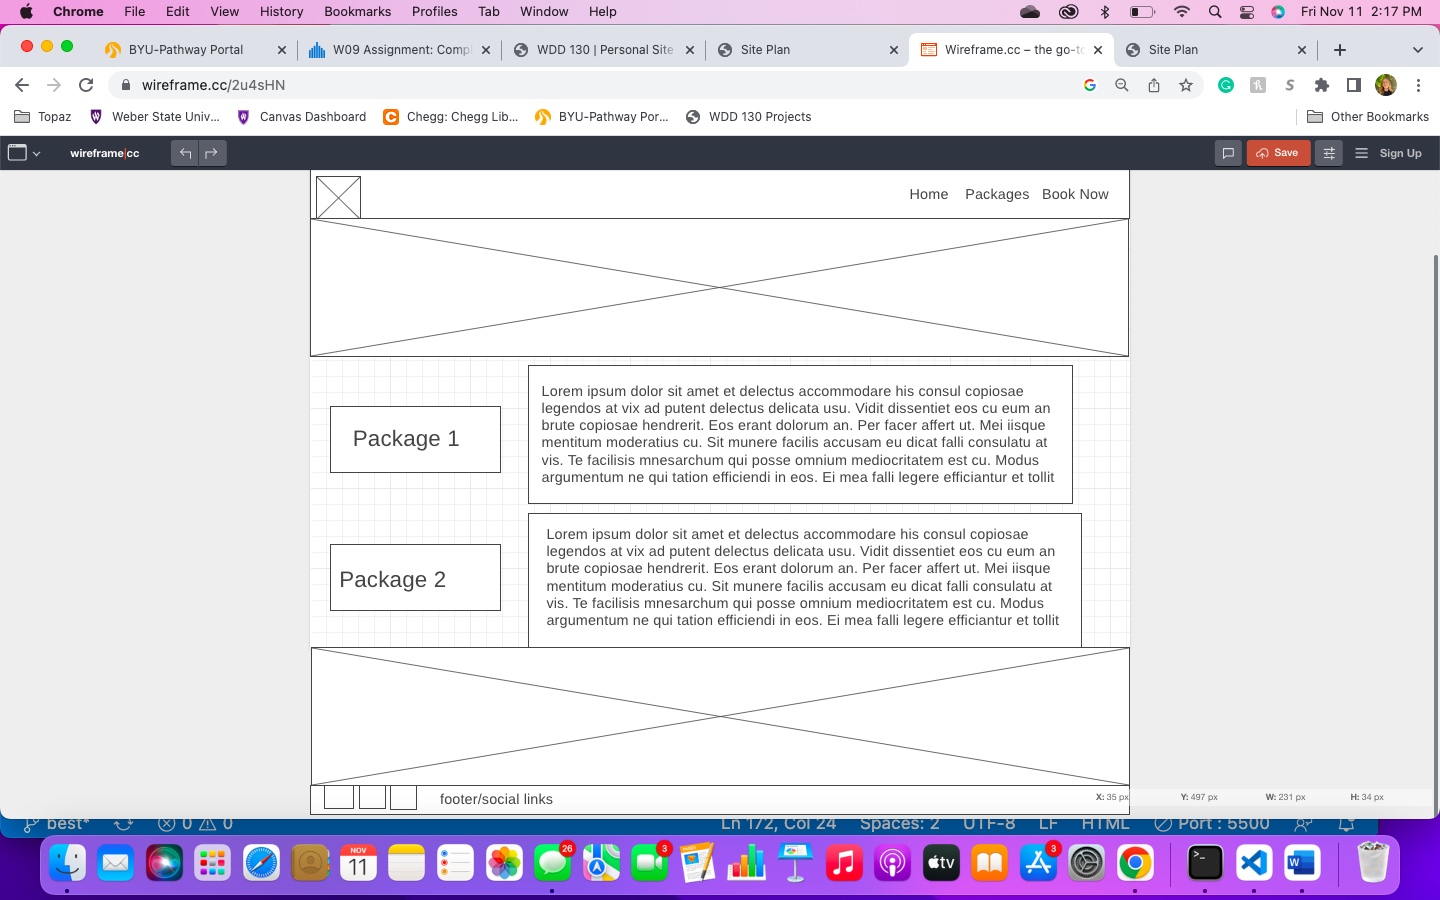 Chrome File Edit View History Bookmarks Profiles Tab Window Help Fri Nov 11 2:17 PM
BYU-Pathway Portal W09 Assignment: Compl WDD 130 | Personal Site Site Plan Wireframe.cc – the go-to Site Plan
wireframe.cc/2u4sHN
Topaz Weber State Univ... Canvas Dashboard Chegg: Chegg Lib... BYU-Pathway Por... WDD 130 Projects Other Bookmarks
wireframe|cc Save Sign Up
Home Packages Book Now
Lorem ipsum dolor sit amet et delectus accommodare his consul copiosae
legendos at vix ad putent delectus delicata usu. Vidit dissentiet eos cu eum an
brute copiosae hendrerit. Eos erant dolorum an. Per facer affert ut. Mei iisque
mentitum moderatius cu. Sit munere facilis accusam eu dicat falli consulatu at
vis. Te facilisis mnesarchum qui posse omnium mediocritatem est cu. Modus
argumentum ne qui tation efficiendi in eos. Ei mea falli legere efficiantur et tollit
Package 1
Lorem ipsum dolor sit amet et delectus accommodare his consul copiosae
legendos at vix ad putent delectus delicata usu. Vidit dissentiet eos cu eum an
brute copiosae hendrerit. Eos erant dolorum an. Per facer affert ut. Mei iisque
mentitum moderatius cu. Sit munere facilis accusam eu dicat falli consulatu at
vis. Te facilisis mnesarchum qui posse omnium mediocritatem est cu. Modus
argumentum ne qui tation efficiendi in eos. Ei mea falli legere efficiantur et tollit
Package 2
footer/social links
X: 35 px Y: 497 px W: 231 px H: 34 px
best* 0 0 Ln 172, Col 24 Spaces: 2 UTF-8 LF HTML Port : 5500
NOV
11
26
3
tv
3